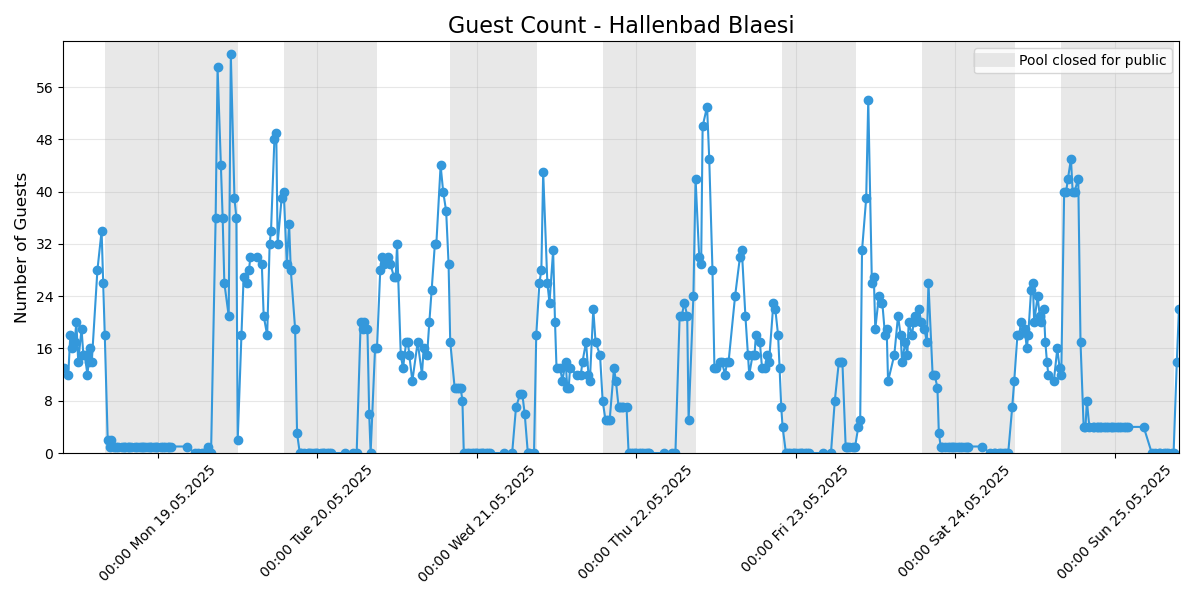 Guest Count - Hallenbad Blaesi
Pool closed for public
Number of Guests
56
48
40
32
24
16
8
0
00:00 Mon 19.05.2025
00:00 Tue 20.05.2025
00:00 Wed 21.05.2025
00:00 Thu 22.05.2025
00:00 Fri 23.05.2025
00:00 Sat 24.05.2025
00:00 Sun 25.05.2025